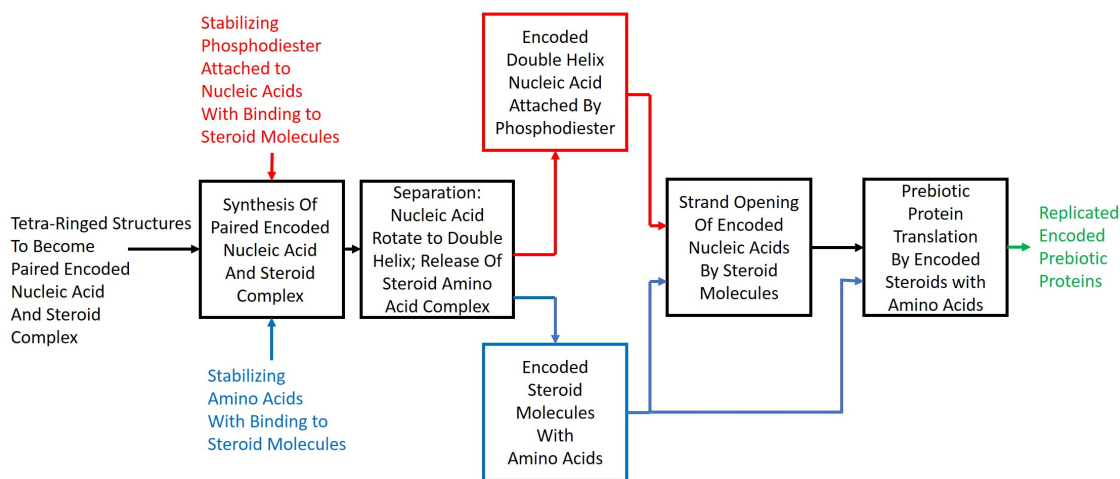 Stabilizing
Phosphodiester
Attached to
Nucleic Acids
With Binding to
Steroid Molecules
Encoded
Double Helix
Nucleic Acid
Attached By
Phosphodiester
Tetra-Ringed Structures
To Become
Paired Encoded
Nucleic Acid
And Steroid
Complex
Synthesis Of
Paired Encoded
Nucleic Acid
And Steroid
Complex
Separation:
Nucleic Acid
Rotate to Double
Helix; Release Of
Steroid Amino
Acid Complex
Strand Opening
Of Encoded
Nucleic Acids
By Steroid
Molecules
Prebiotic
Protein
Translation
By Encoded
Steroids with
Amino Acids
Replicated
Encoded
Prebiotic
Proteins
Stabilizing
Amino Acids
With Binding to
Steroid Molecules
Encoded
Steroid
Molecules
With
Amino Acids